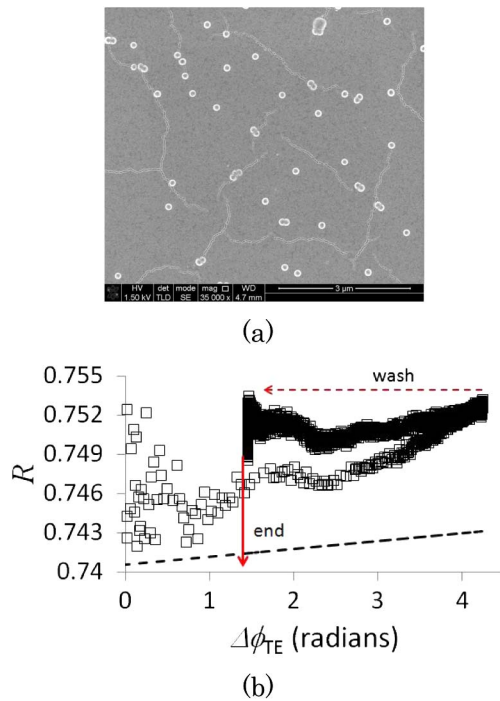 HV det mode mag WD
1.50 kV TLD SE 35 000 x 4.7 mm 3 µm
(a)
0.755
0.752
0.749
0.746
0.743
0.74
R
wash
end
0 1 2 3 4
ΔϕTE (radians)
(b)